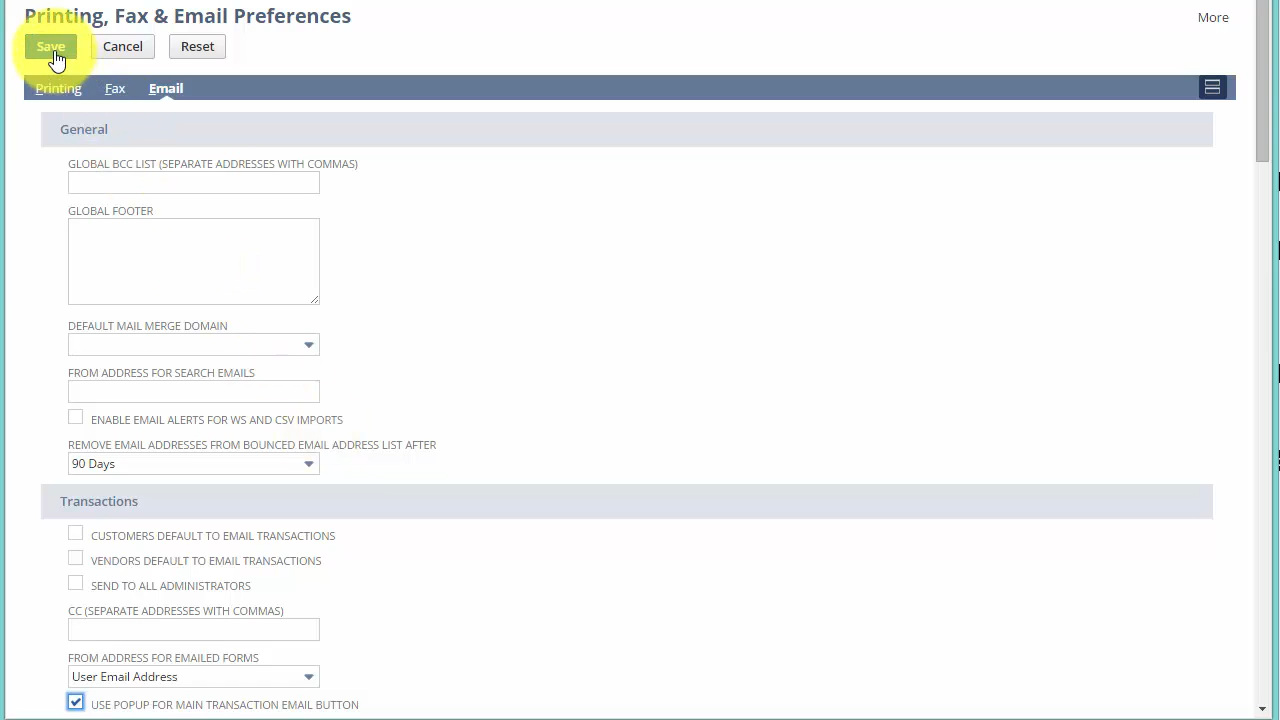 Printing, Fax & Email Preferences
More
Save
Cancel
Reset
Printing
Fax
Email
General
GLOBAL BCC LIST (SEPARATE ADDRESSES WITH COMMAS)
GLOBAL FOOTER
DEFAULT MAIL MERGE DOMAIN
FROM ADDRESS FOR SEARCH EMAILS
ENABLE EMAIL ALERTS FOR WS AND CSV IMPORTS
REMOVE EMAIL ADDRESSES FROM BOUNCED EMAIL ADDRESS LIST AFTER
90 Days
Transactions
CUSTOMERS DEFAULT TO EMAIL TRANSACTIONS
VENDORS DEFAULT TO EMAIL TRANSACTIONS
SEND TO ALL ADMINISTRATORS
CC (SEPARATE ADDRESSES WITH COMMAS)
FROM ADDRESS FOR EMAILED FORMS
User Email Address
USE POPUP FOR MAIN TRANSACTION EMAIL BUTTON